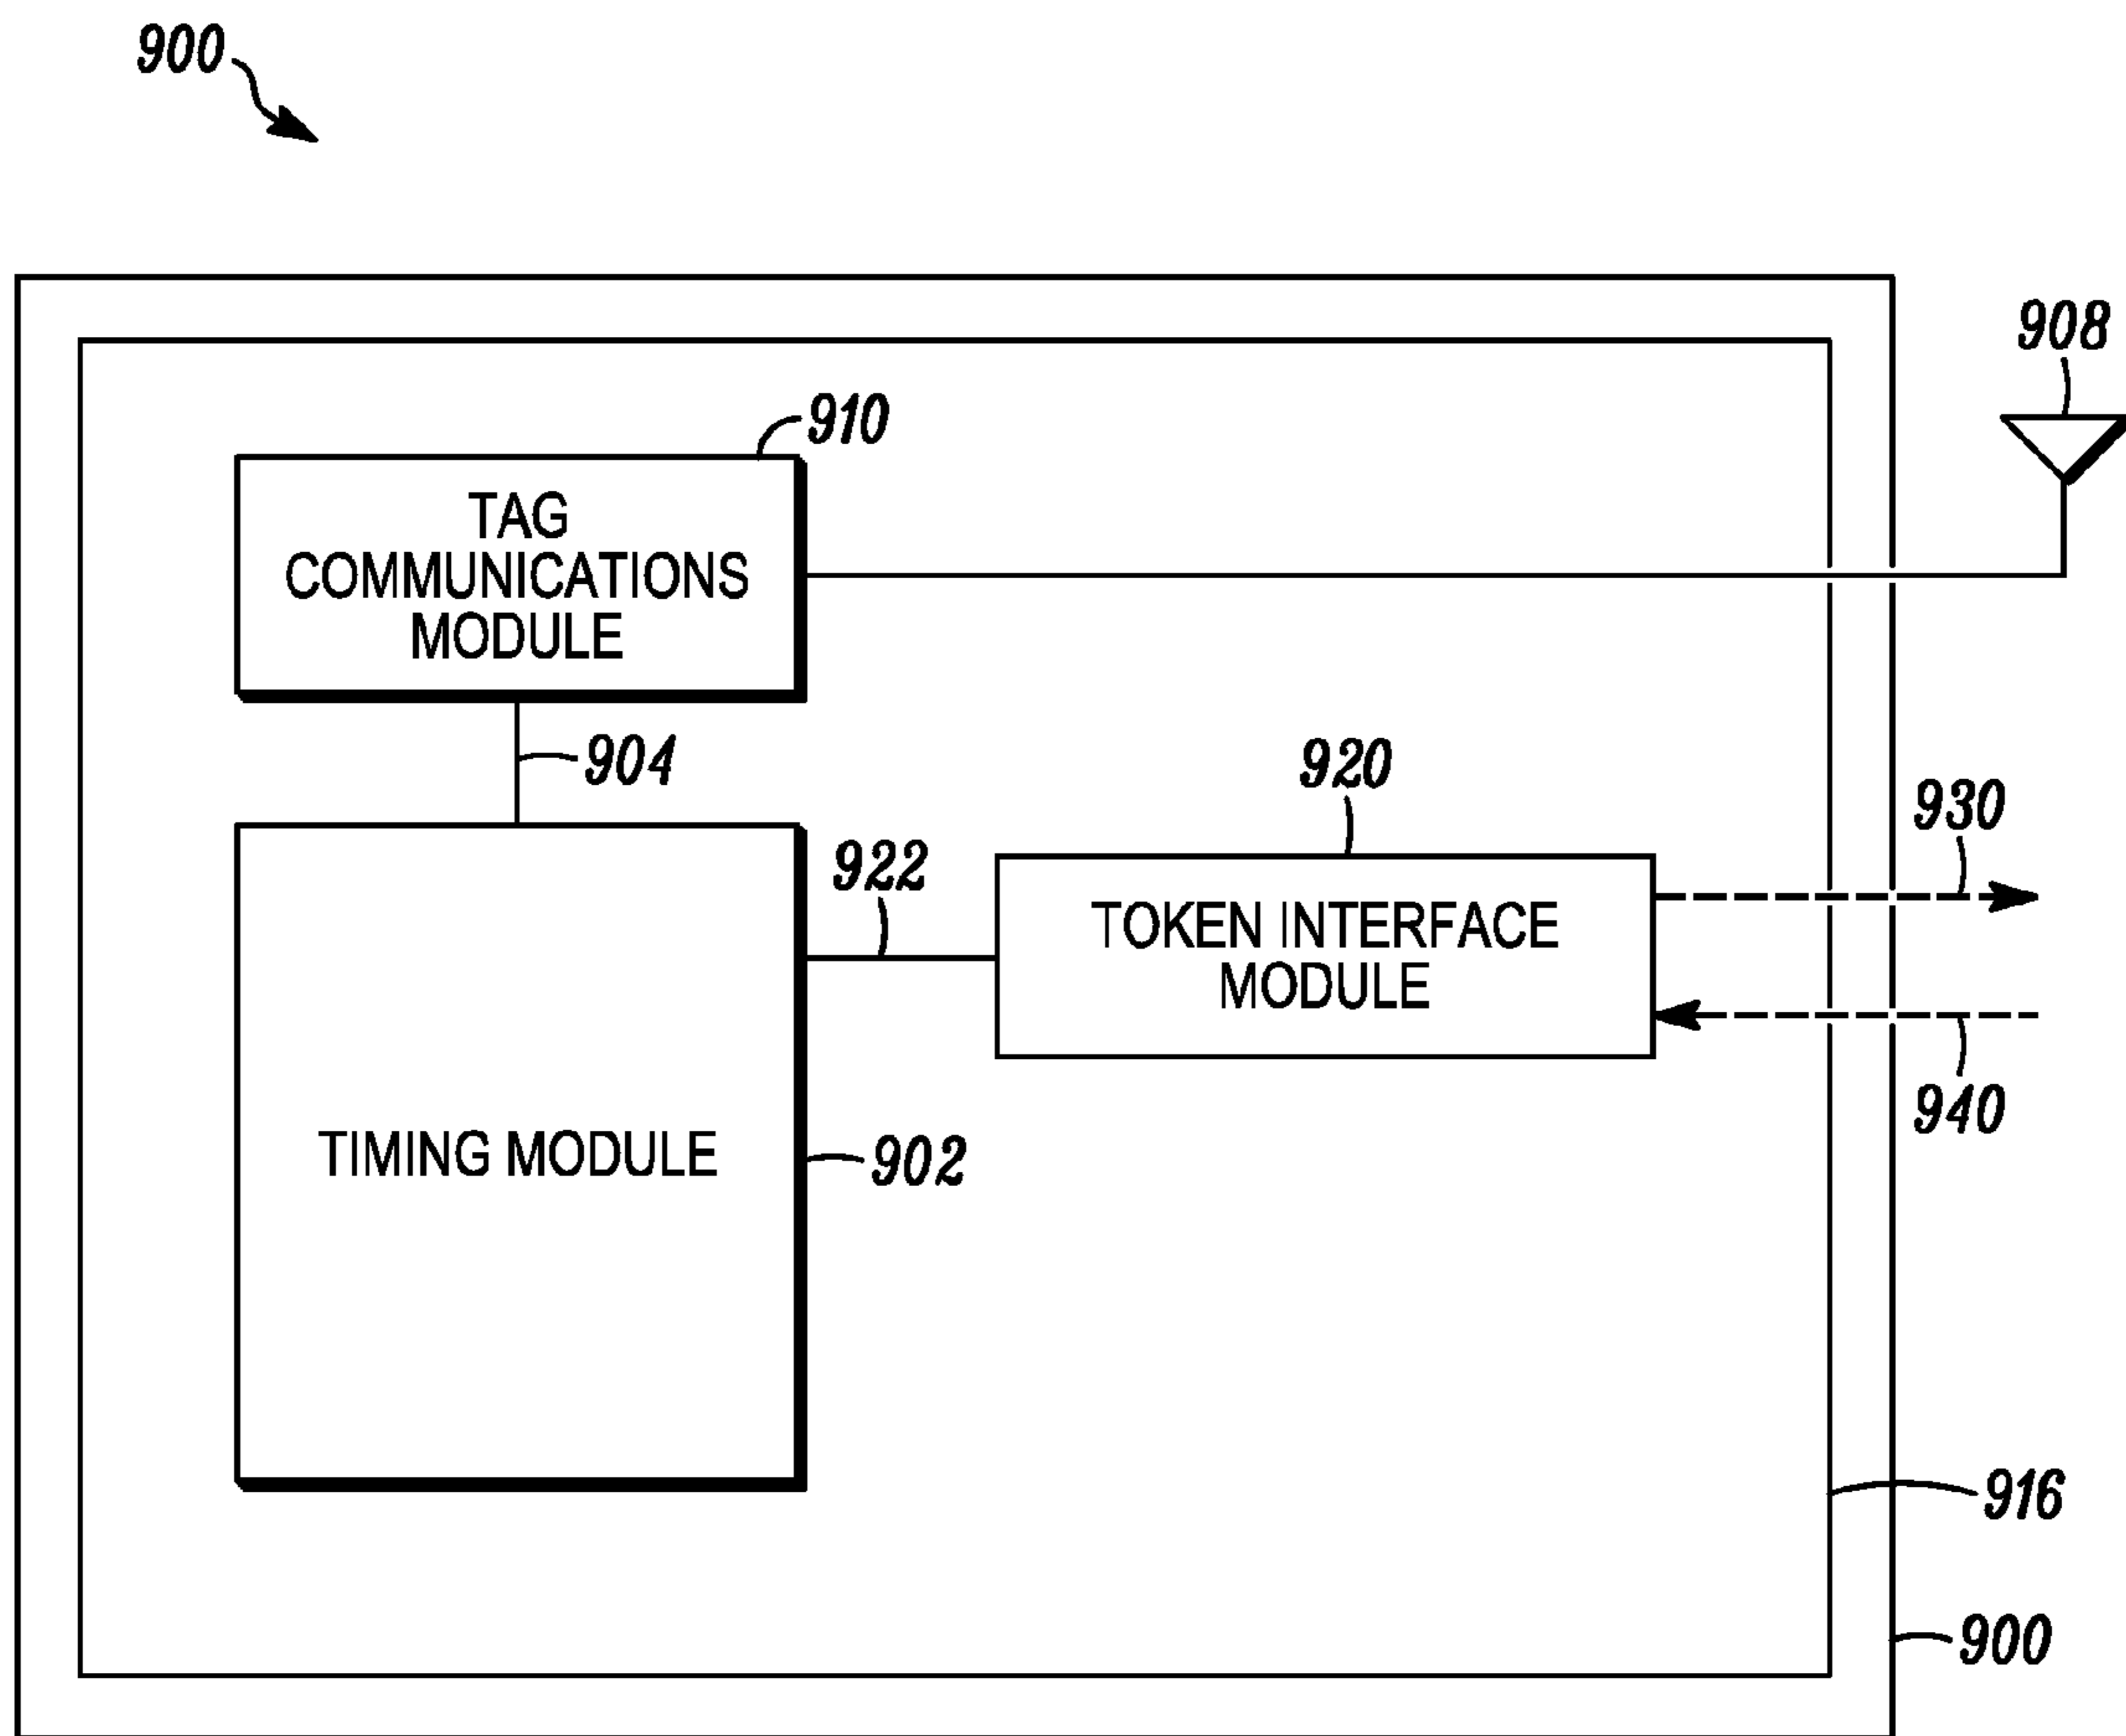 900
908
910
TAG
COMMUNICATIONS
MODULE
904
920
930
922
TOKEN INTERFACE
MODULE
940
TIMING MODULE
902
916
900